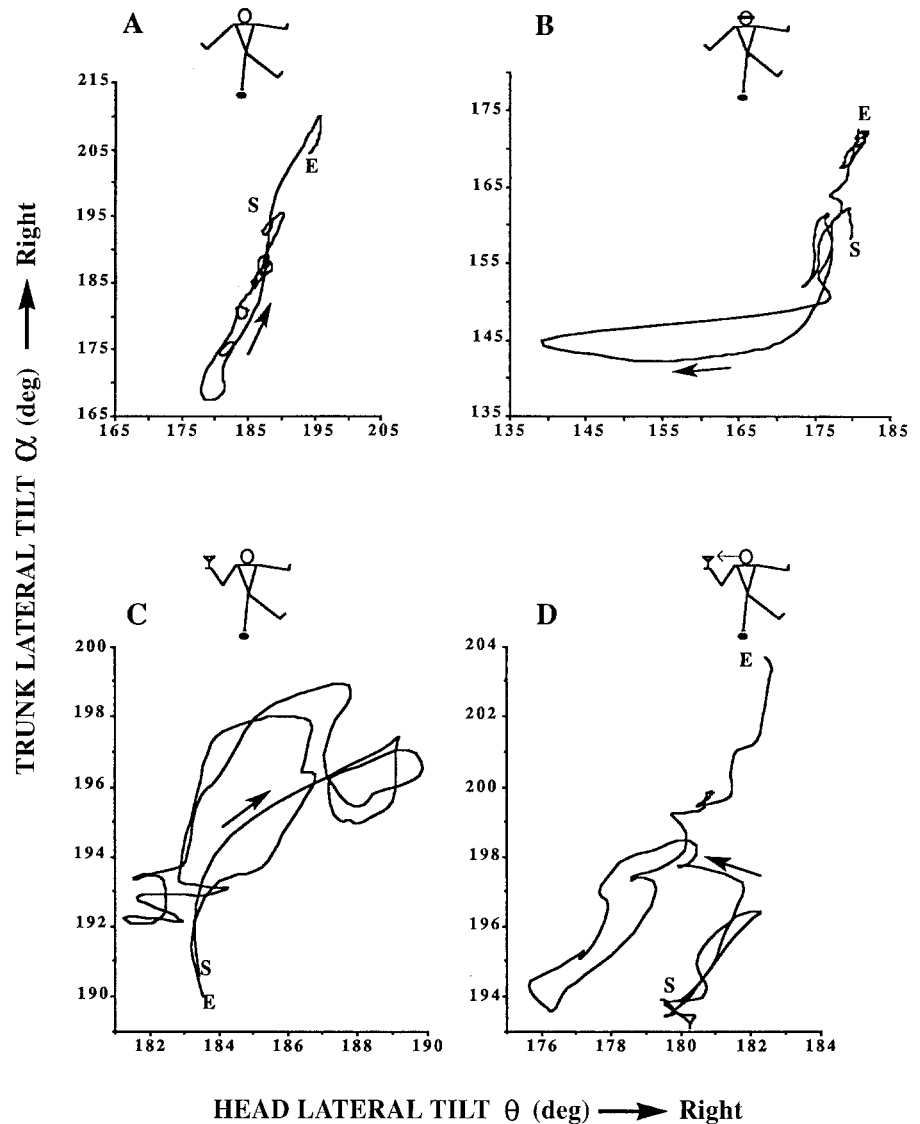 A
215
205
195
185
175
165
165 175 185 195 205
S
E
B
175
165
155
145
135
135 145 155 165 175 185
E
S
C
200
198
196
194
192
190
182 184 186 188 190
S
E
D
204
202
200
198
196
194
176 178 180 182 184
E
S
TRUNK LATERAL TILT α (deg) → Right
HEAD LATERAL TILT θ (deg) → Right